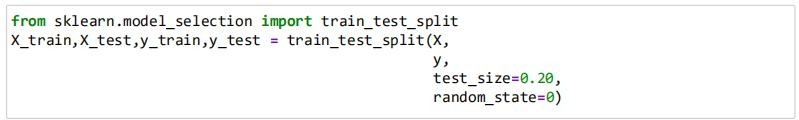 from sklearn.model_selection import train_test_split
X_train,X_test,y_train,y_test = train_test_split(X,
y,
test_size=0.20,
random_state=0)